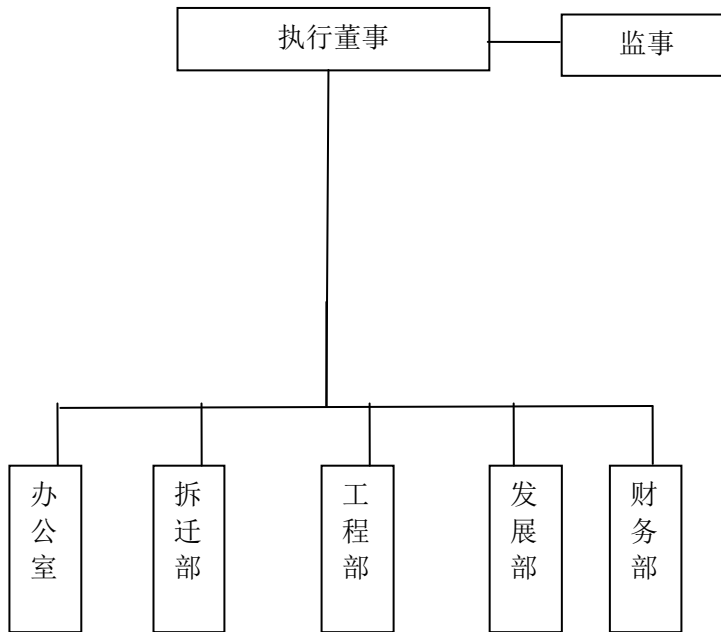 执行董事
监事
办公室
拆迁部
工程部
发展部
财务部